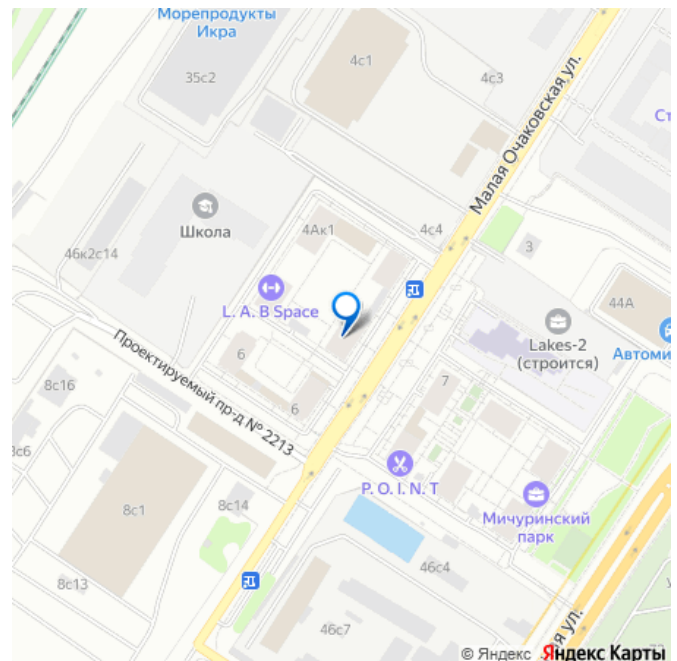 Морепродукты
Икра
35с2
4с1
4с3
Ст
Малая Очаковская ул.
Школа
4Ак1
4с4
3
46к2с14
44А
L. A. B Space
Lakes-2
(строится)
Автоми
Проектируемый пр-д № 2213
6
7
8с16
6
3с6
P. O. I. N. T
8с1
8с14
Мичуринский
парк
46с4
8с13
46с7
ая ул.
© Яндекс Яндекс Карты